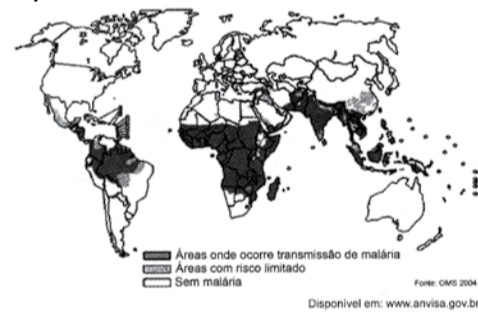 Áreas onde ocorre transmissão de malária
Áreas com risco limitado
Sem malária
Fonte: OMS 2004
Disponível em: www.anvisa.gov.br